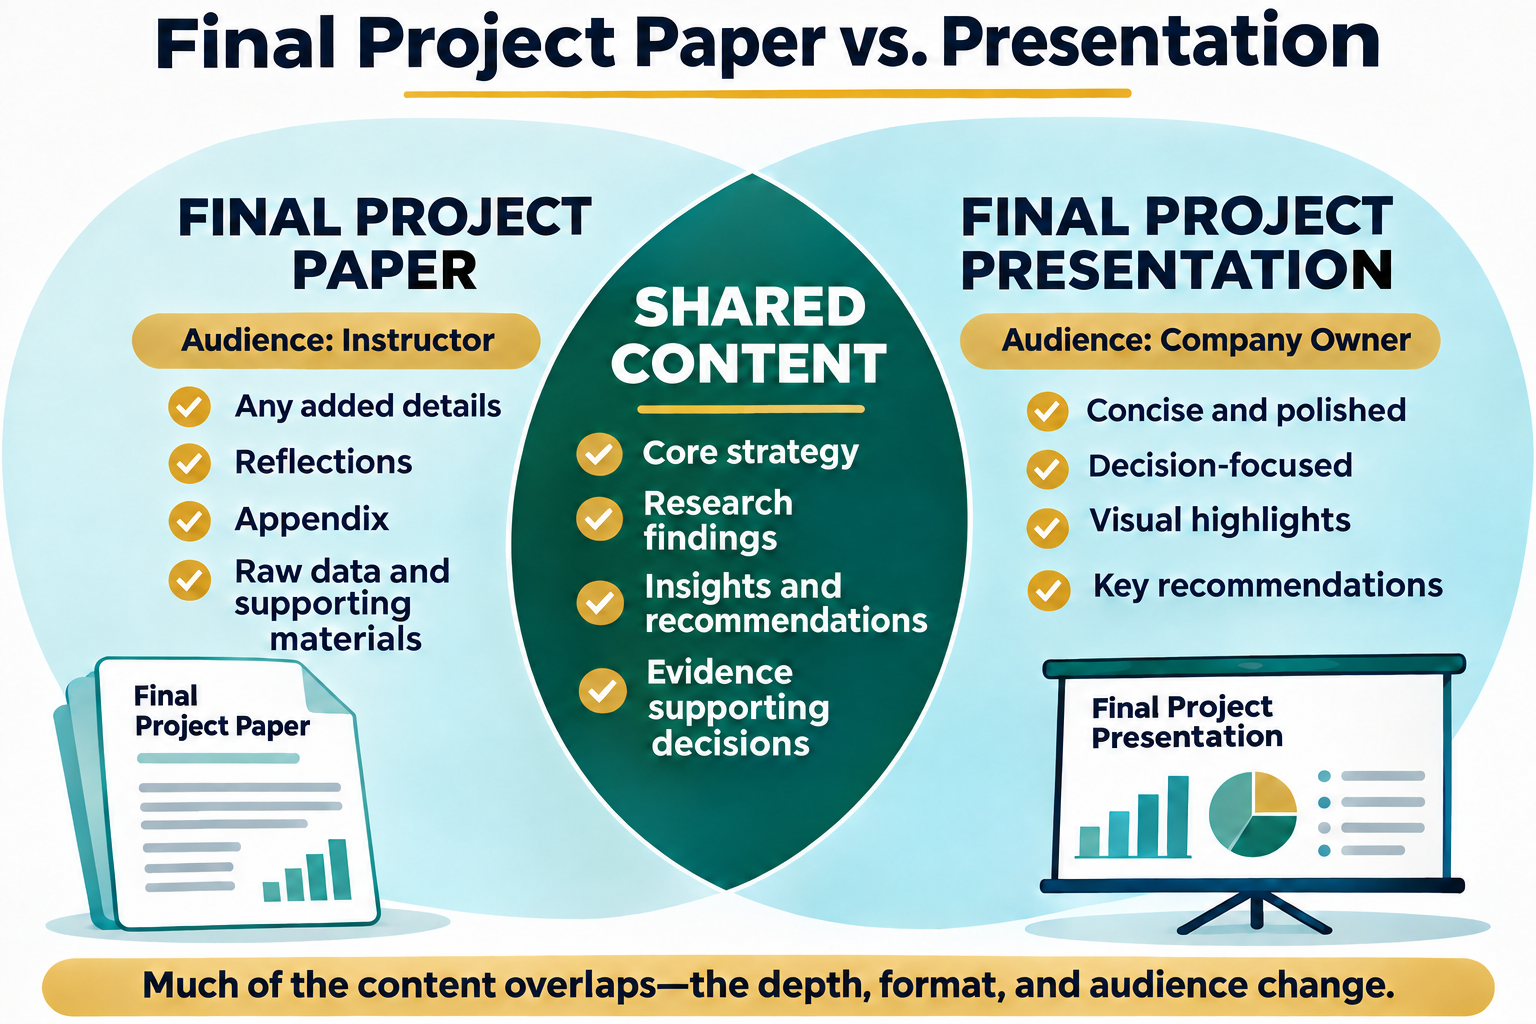 Final Project Paper vs. Presentation
FINAL PROJECT
PAPER
Audience: Instructor
Any added details
Reflections
Appendix
Raw data and
supporting
materials
SHARED
CONTENT
Core strategy
Research
findings
Insights and
recommendations
Evidence
supporting
decisions
FINAL PROJECT
PRESENTATION
Audience: Company Owner
Concise and polished
Decision-focused
Visual highlights
Key recommendations
Final
Project Paper
Final Project
Presentation
Much of the content overlaps—the depth, format, and audience change.